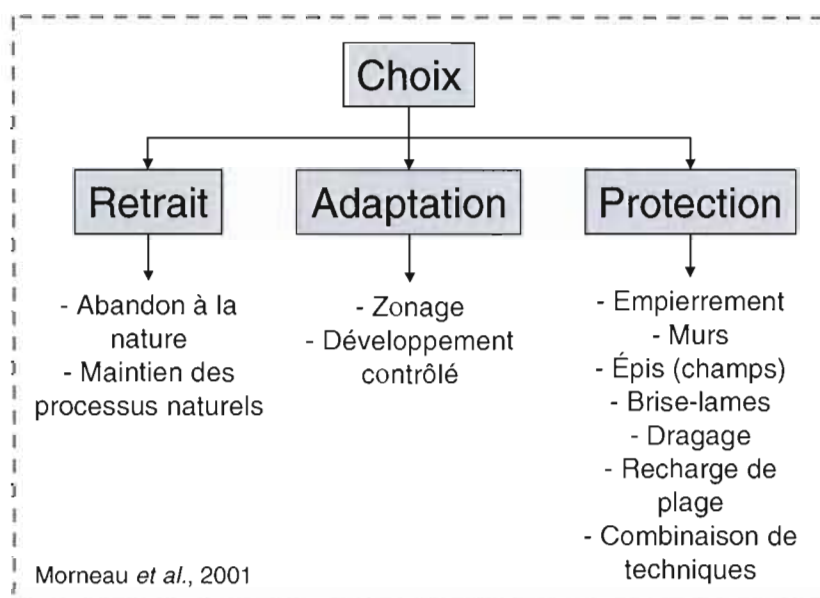 Choix
Retrait
Adaptation
Protection
- Abandon à la
nature
- Maintien des
processus naturels
- Zonage
- Développement
contrôlé
- Empierrement
- Murs
- Épis (champs)
- Brise-lames
- Dragage
- Recharge de
plage
- Combinaison de
techniques
Morneau et al., 2001